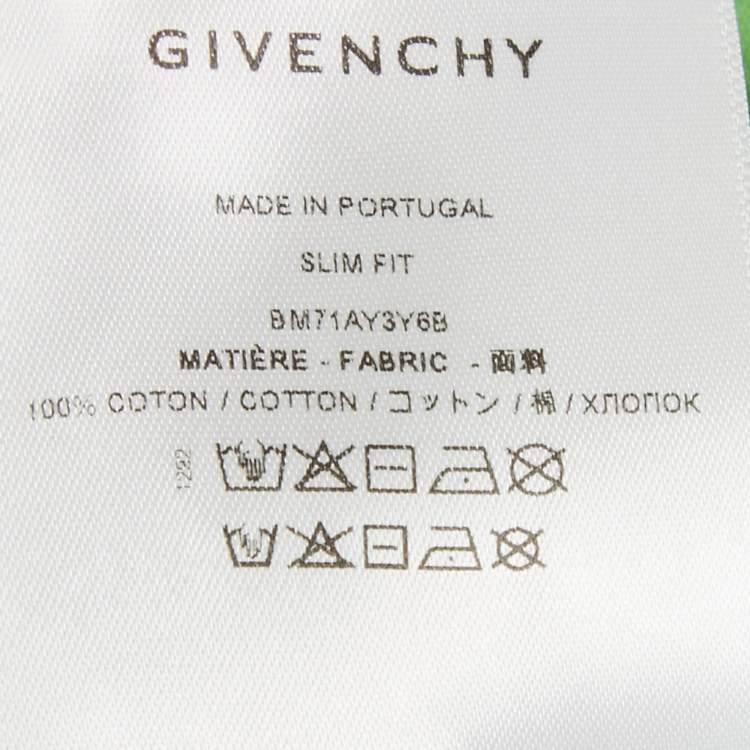 GIVENCHY
MADE IN PORTUGAL
SLIM FIT
BM71AY3Y6B
MATIÈRE - FABRIC - 面料
100% COTON / COTTON / コットン / 棉 / ХЛОПОК
1292